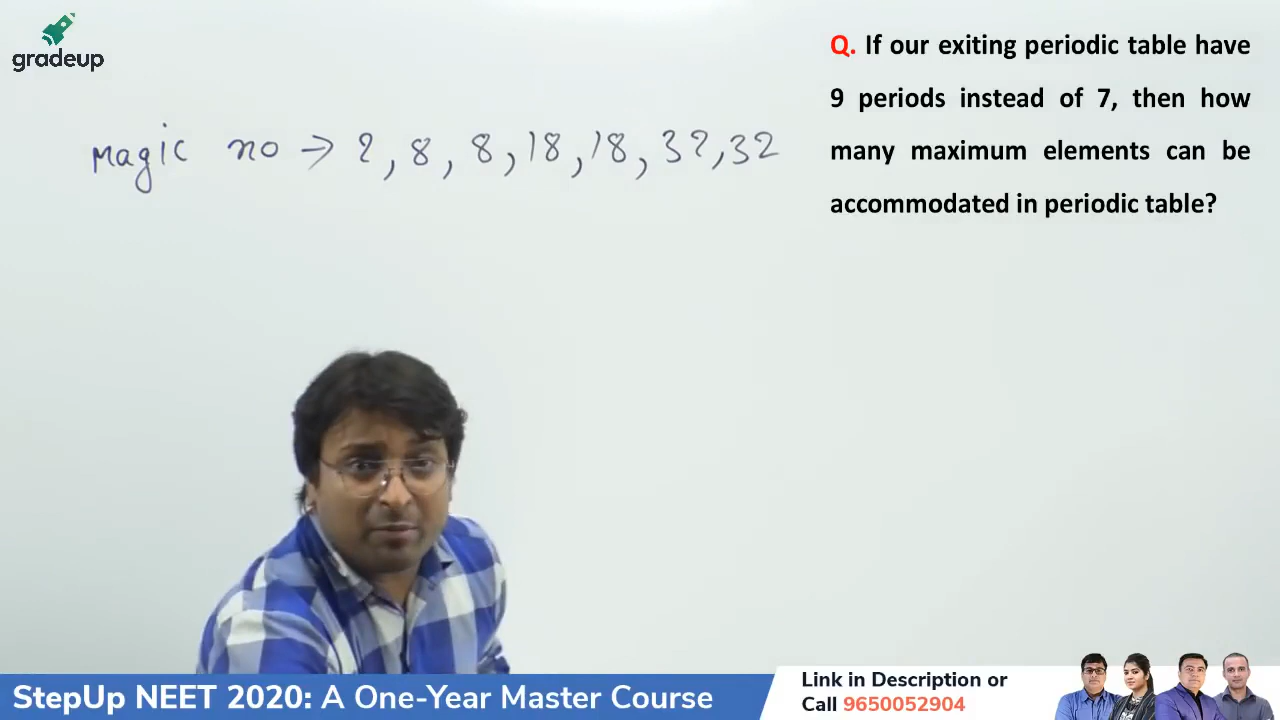 gradeup
Q. If our exiting periodic table have
9 periods instead of 7, then how
many maximum elements can be
accommodated in periodic table?
Magic no → 2, 8, 8, 18, 18, 32, 32
StepUp NEET 2020: A One-Year Master Course
Link in Description or
Call 9650052904